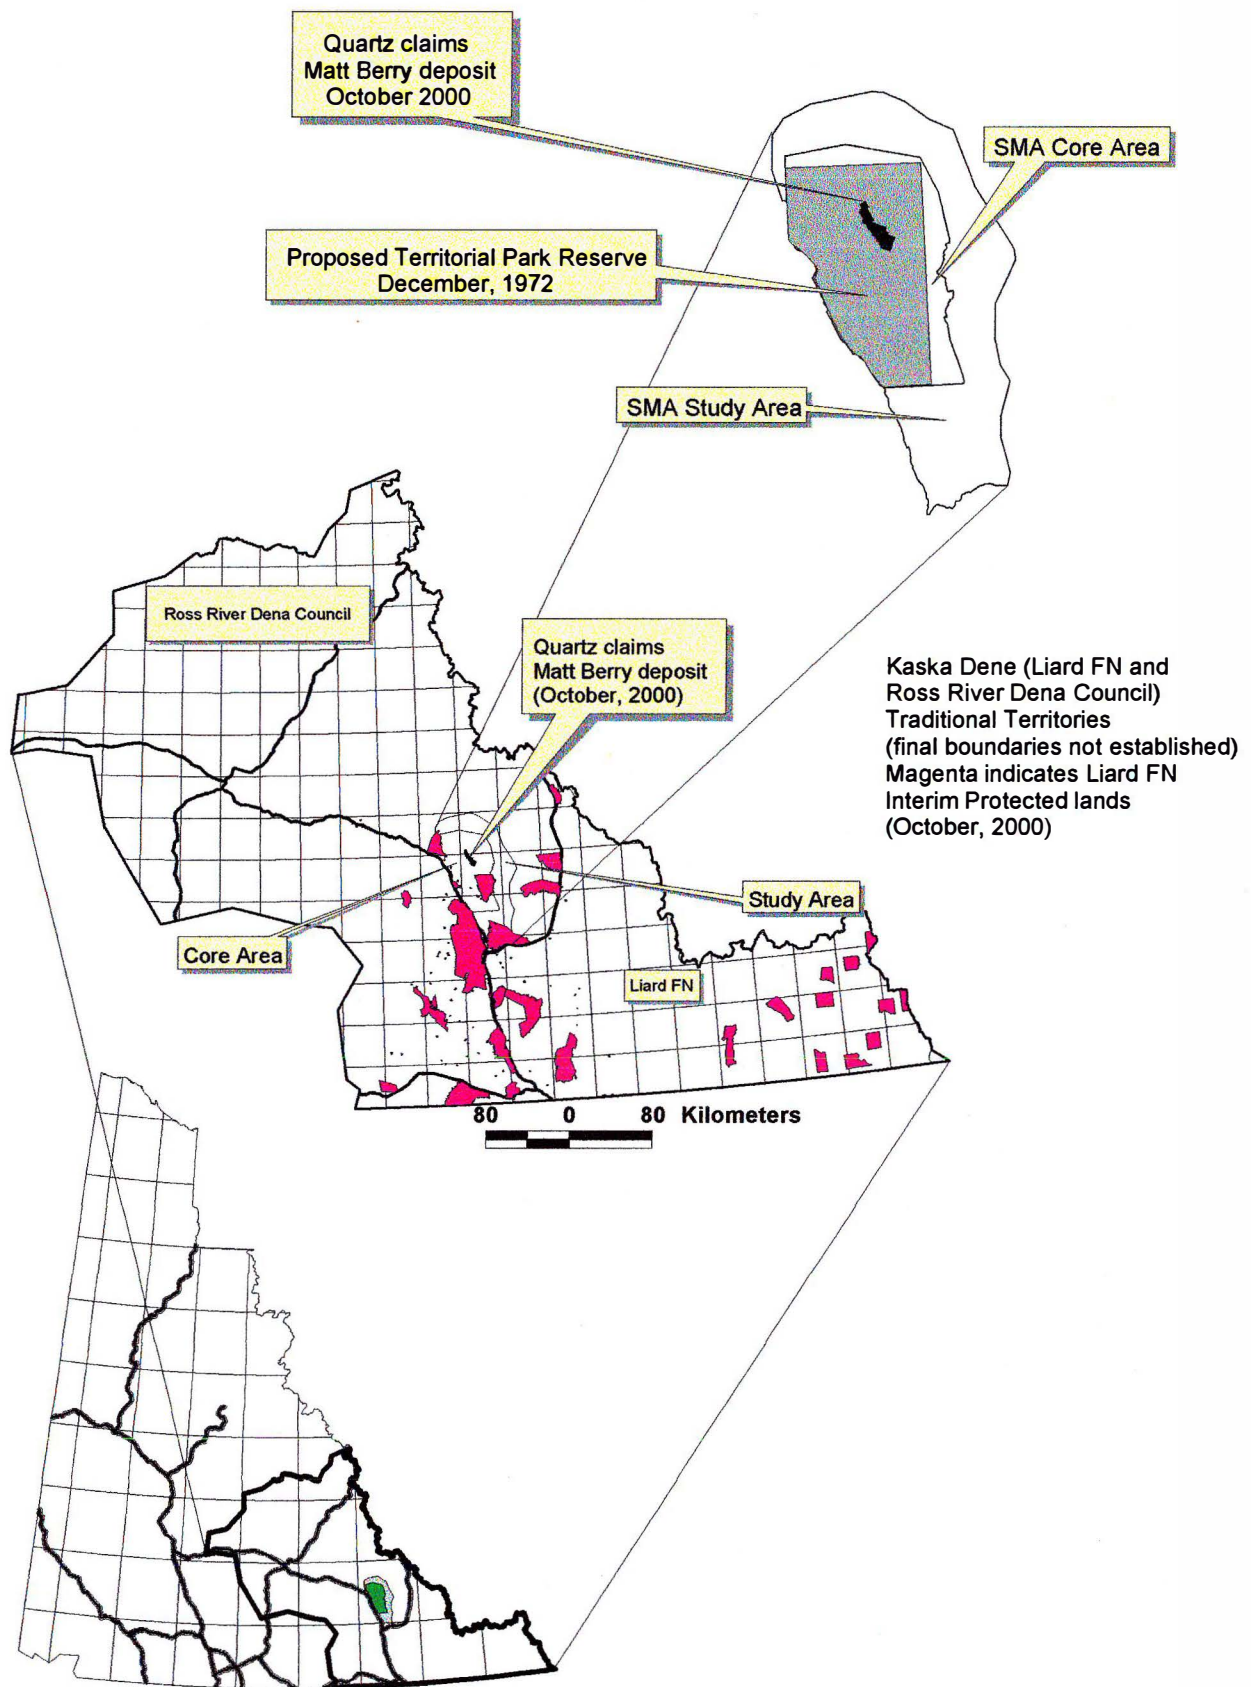 Quartz claims
Matt Berry deposit
October 2000
SMA Core Area
Proposed Territorial Park Reserve
December, 1972
SMA Study Area
Ross River Dena Council
Quartz claims
Matt Berry deposit
(October, 2000)
Kaska Dene (Liard FN and
Ross River Dena Council)
Traditional Territories
(final boundaries not established)
Magenta indicates Liard FN
Interim Protected lands
(October, 2000)
Study Area
Core Area
Liard FN
80 0 80 Kilometers